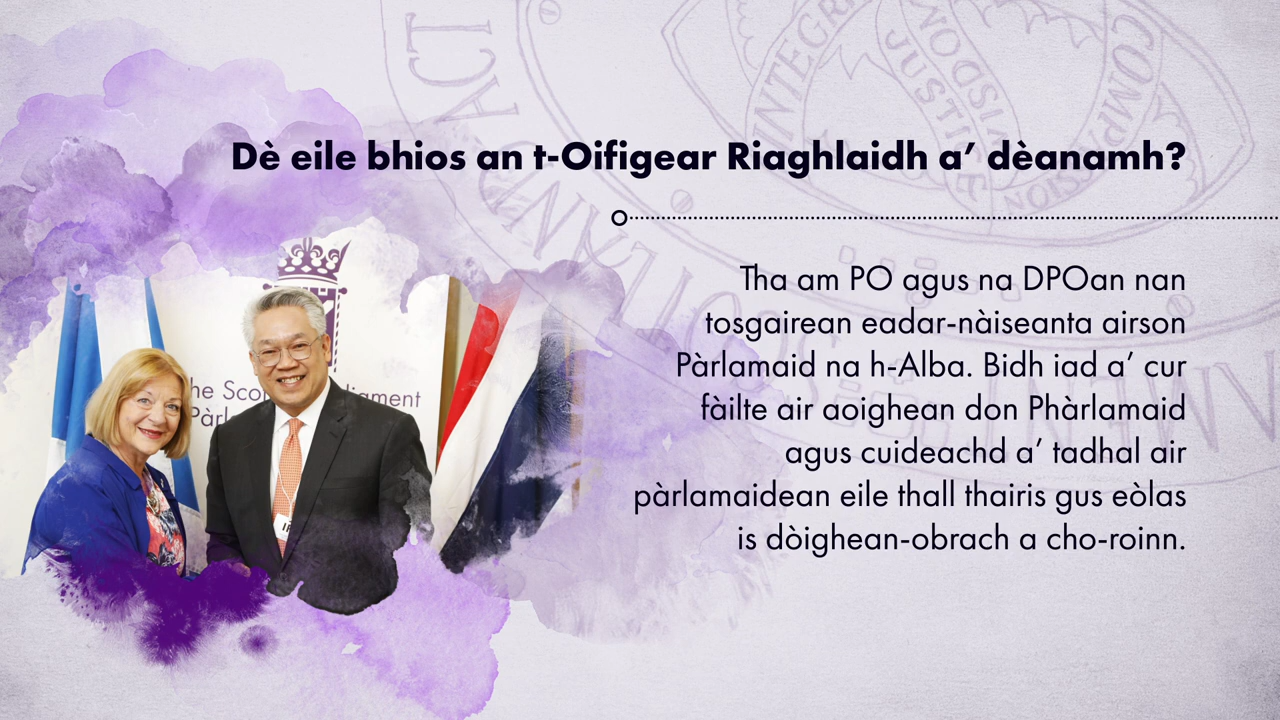 Dè eile bhios an t-Oifigear Riaghlaidh a’ dèanamh?
Tha am PO agus na DPOan nan
tosgairean eadar-nàiseanta airson
Pàrlamaid na h-Alba. Bidh iad a’ cur
fàilte air aoighean don Phàrlamaid
agus cuideachd a’ tadhal air
pàrlamaidean eile thall thairis gus eòlas
is dòighean-obrach a cho-roinn.